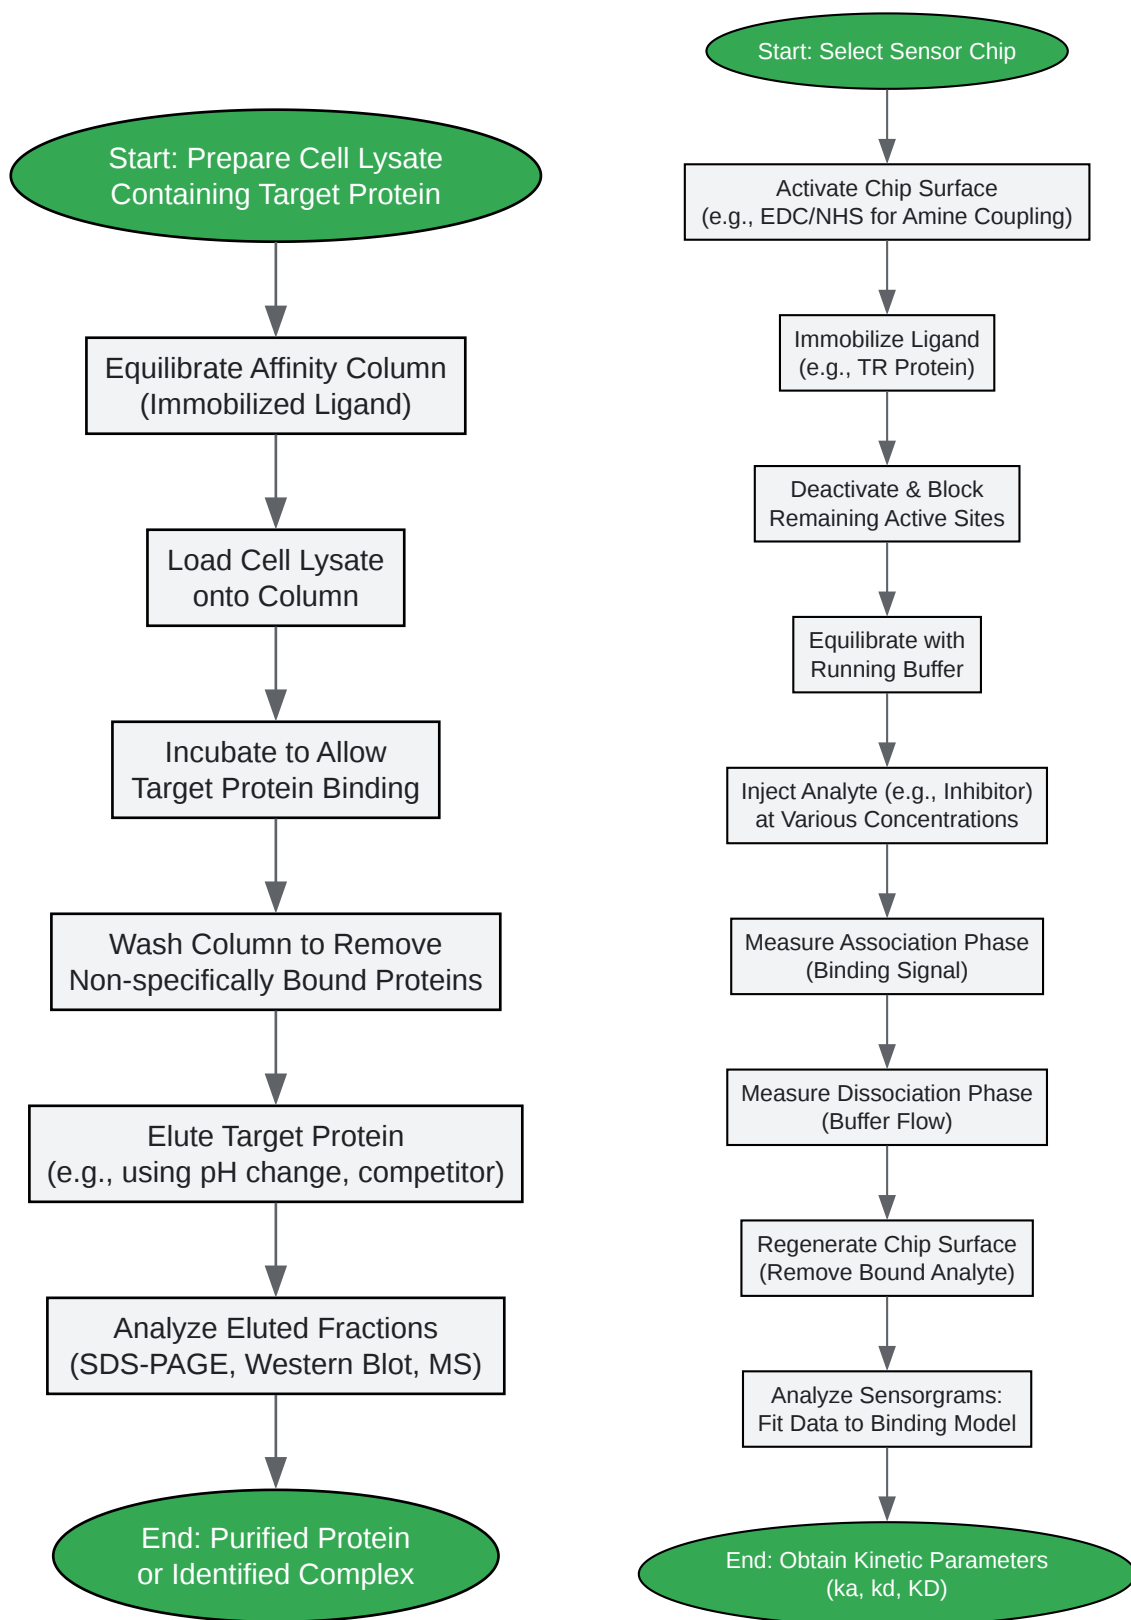 Start: Prepare Cell Lysate
Containing Target Protein
Equilibrate Affinity Column
(Immobilized Ligand)
Load Cell Lysate
onto Column
Incubate to Allow
Target Protein Binding
Wash Column to Remove
Non-specifically Bound Proteins
Elute Target Protein
(e.g., using pH change, competitor)
Analyze Eluted Fractions
(SDS-PAGE, Western Blot, MS)
End: Purified Protein
or Identified Complex
Start: Select Sensor Chip
Activate Chip Surface
(e.g., EDC/NHS for Amine Coupling)
Immobilize Ligand
(e.g., TR Protein)
Deactivate & Block
Remaining Active Sites
Equilibrate with
Running Buffer
Inject Analyte (e.g., Inhibitor)
at Various Concentrations
Measure Association Phase
(Binding Signal)
Measure Dissociation Phase
(Buffer Flow)
Regenerate Chip Surface
(Remove Bound Analyte)
Analyze Sensorgrams:
Fit Data to Binding Model
End: Obtain Kinetic Parameters
(ka, kd, KD)